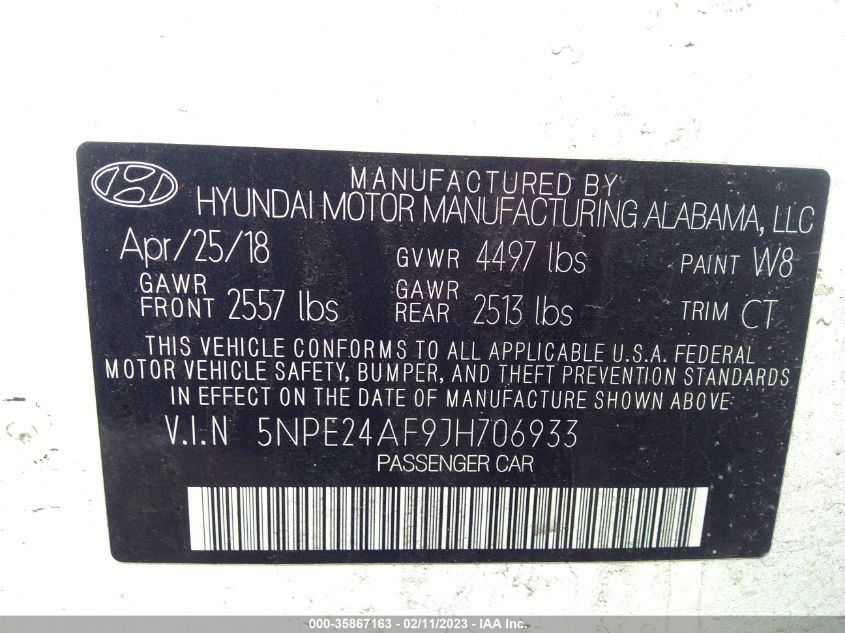 MANUFACTURED BY
HYUNDAI MOTOR MANUFACTURING ALABAMA, LLC
Apr/25/18 GVWR 4497 lbs PAINT W8
GAWR FRONT 2557 lbs GAWR REAR 2513 lbs TRIM CT
THIS VEHICLE CONFORMS TO ALL APPLICABLE U.S.A. FEDERAL
MOTOR VEHICLE SAFETY, BUMPER, AND THEFT PREVENTION STANDARDS
IN EFFECT ON THE DATE OF MANUFACTURE SHOWN ABOVE.
V.I.N 5NPE24AF9JH706933
PASSENGER CAR
000-35867163 - 02/11/2023 - IAA Inc.